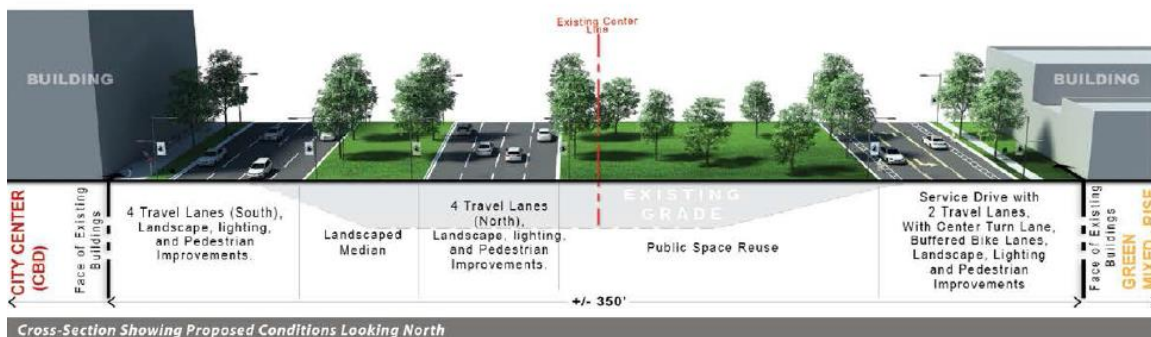 Existing Center
Line
BUILDING
BUILDING
EXISTING
GRADE
CITY CENTER
(CBD)
Face of Existing
Buildings
4 Travel Lanes (South),
Landscape, lighting,
and Pedestrian
Improvements.
Landscaped
Median
4 Travel Lanes
(North),
Landscape, lighting,
and Pedestrian
Improvements.
Public Space Reuse
Service Drive with
2 Travel Lanes,
With Center Turn Lane,
Buffered Bike Lanes,
Landscape, Lighting
and Pedestrian
Improvements
Face of Existing
Buildings
GREEN
MIXED RISE
+/- 350'
Cross-Section Showing Proposed Conditions Looking North